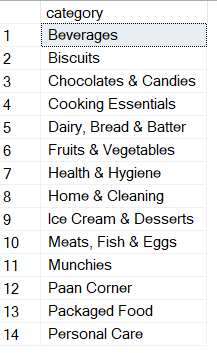 category
1 Beverages
2 Biscuits
3 Chocolates & Candies
4 Cooking Essentials
5 Dairy, Bread & Batter
6 Fruits & Vegetables
7 Health & Hygiene
8 Home & Cleaning
9 Ice Cream & Desserts
10 Meats, Fish & Eggs
11 Munchies
12 Paan Corner
13 Packaged Food
14 Personal Care